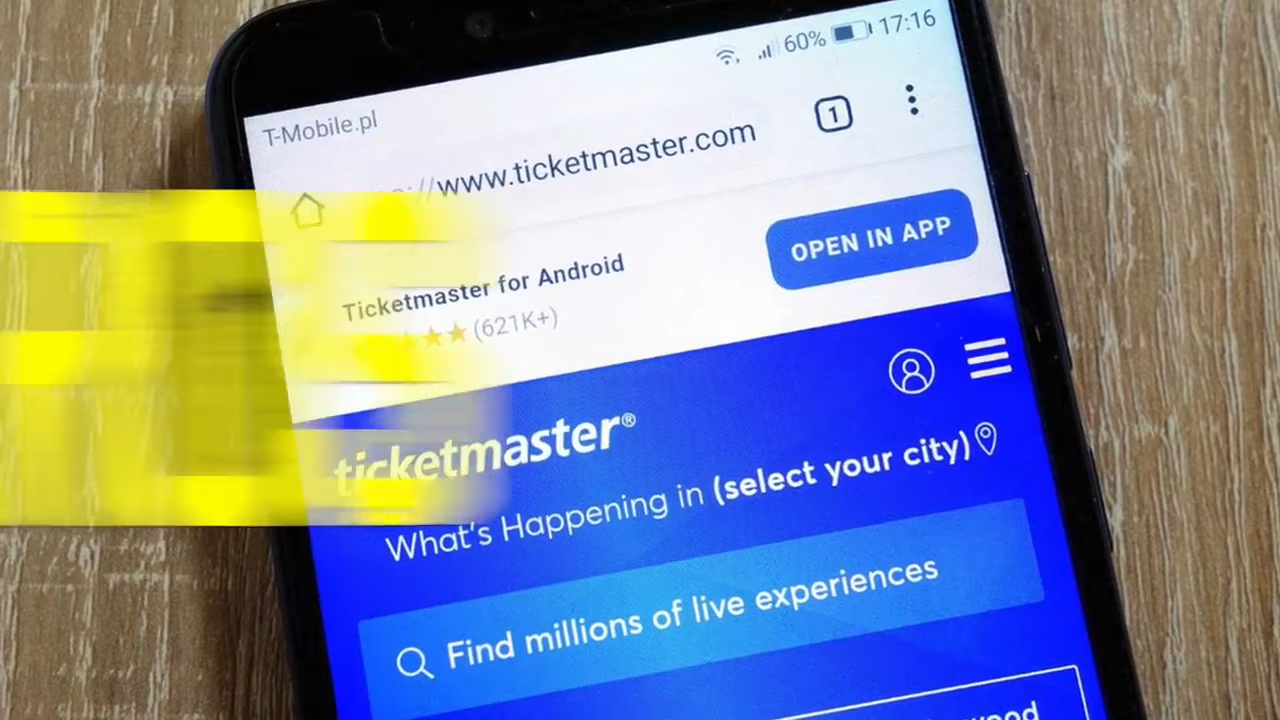 60% 17:16
T-Mobile.pl
://www.ticketmaster.com
1
Ticketmaster for Android
OPEN IN APP
(621K+)
ticketmaster®
What's Happening in (select your city)
Find millions of live experiences